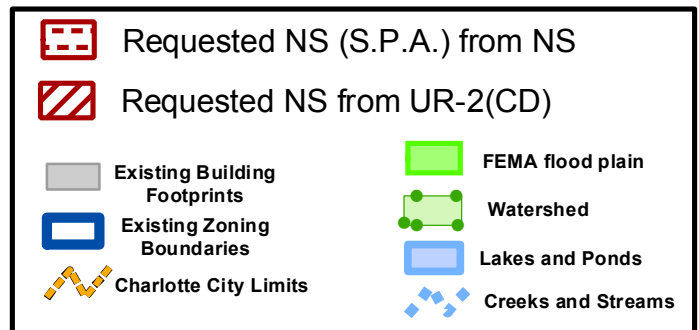 Requested NS (S.P.A.) from NS
Requested NS from UR-2(CD)
Existing Building
Footprints
Existing Zoning
Boundaries
Charlotte City Limits
FEMA flood plain
Watershed
Lakes and Ponds
Creeks and Streams